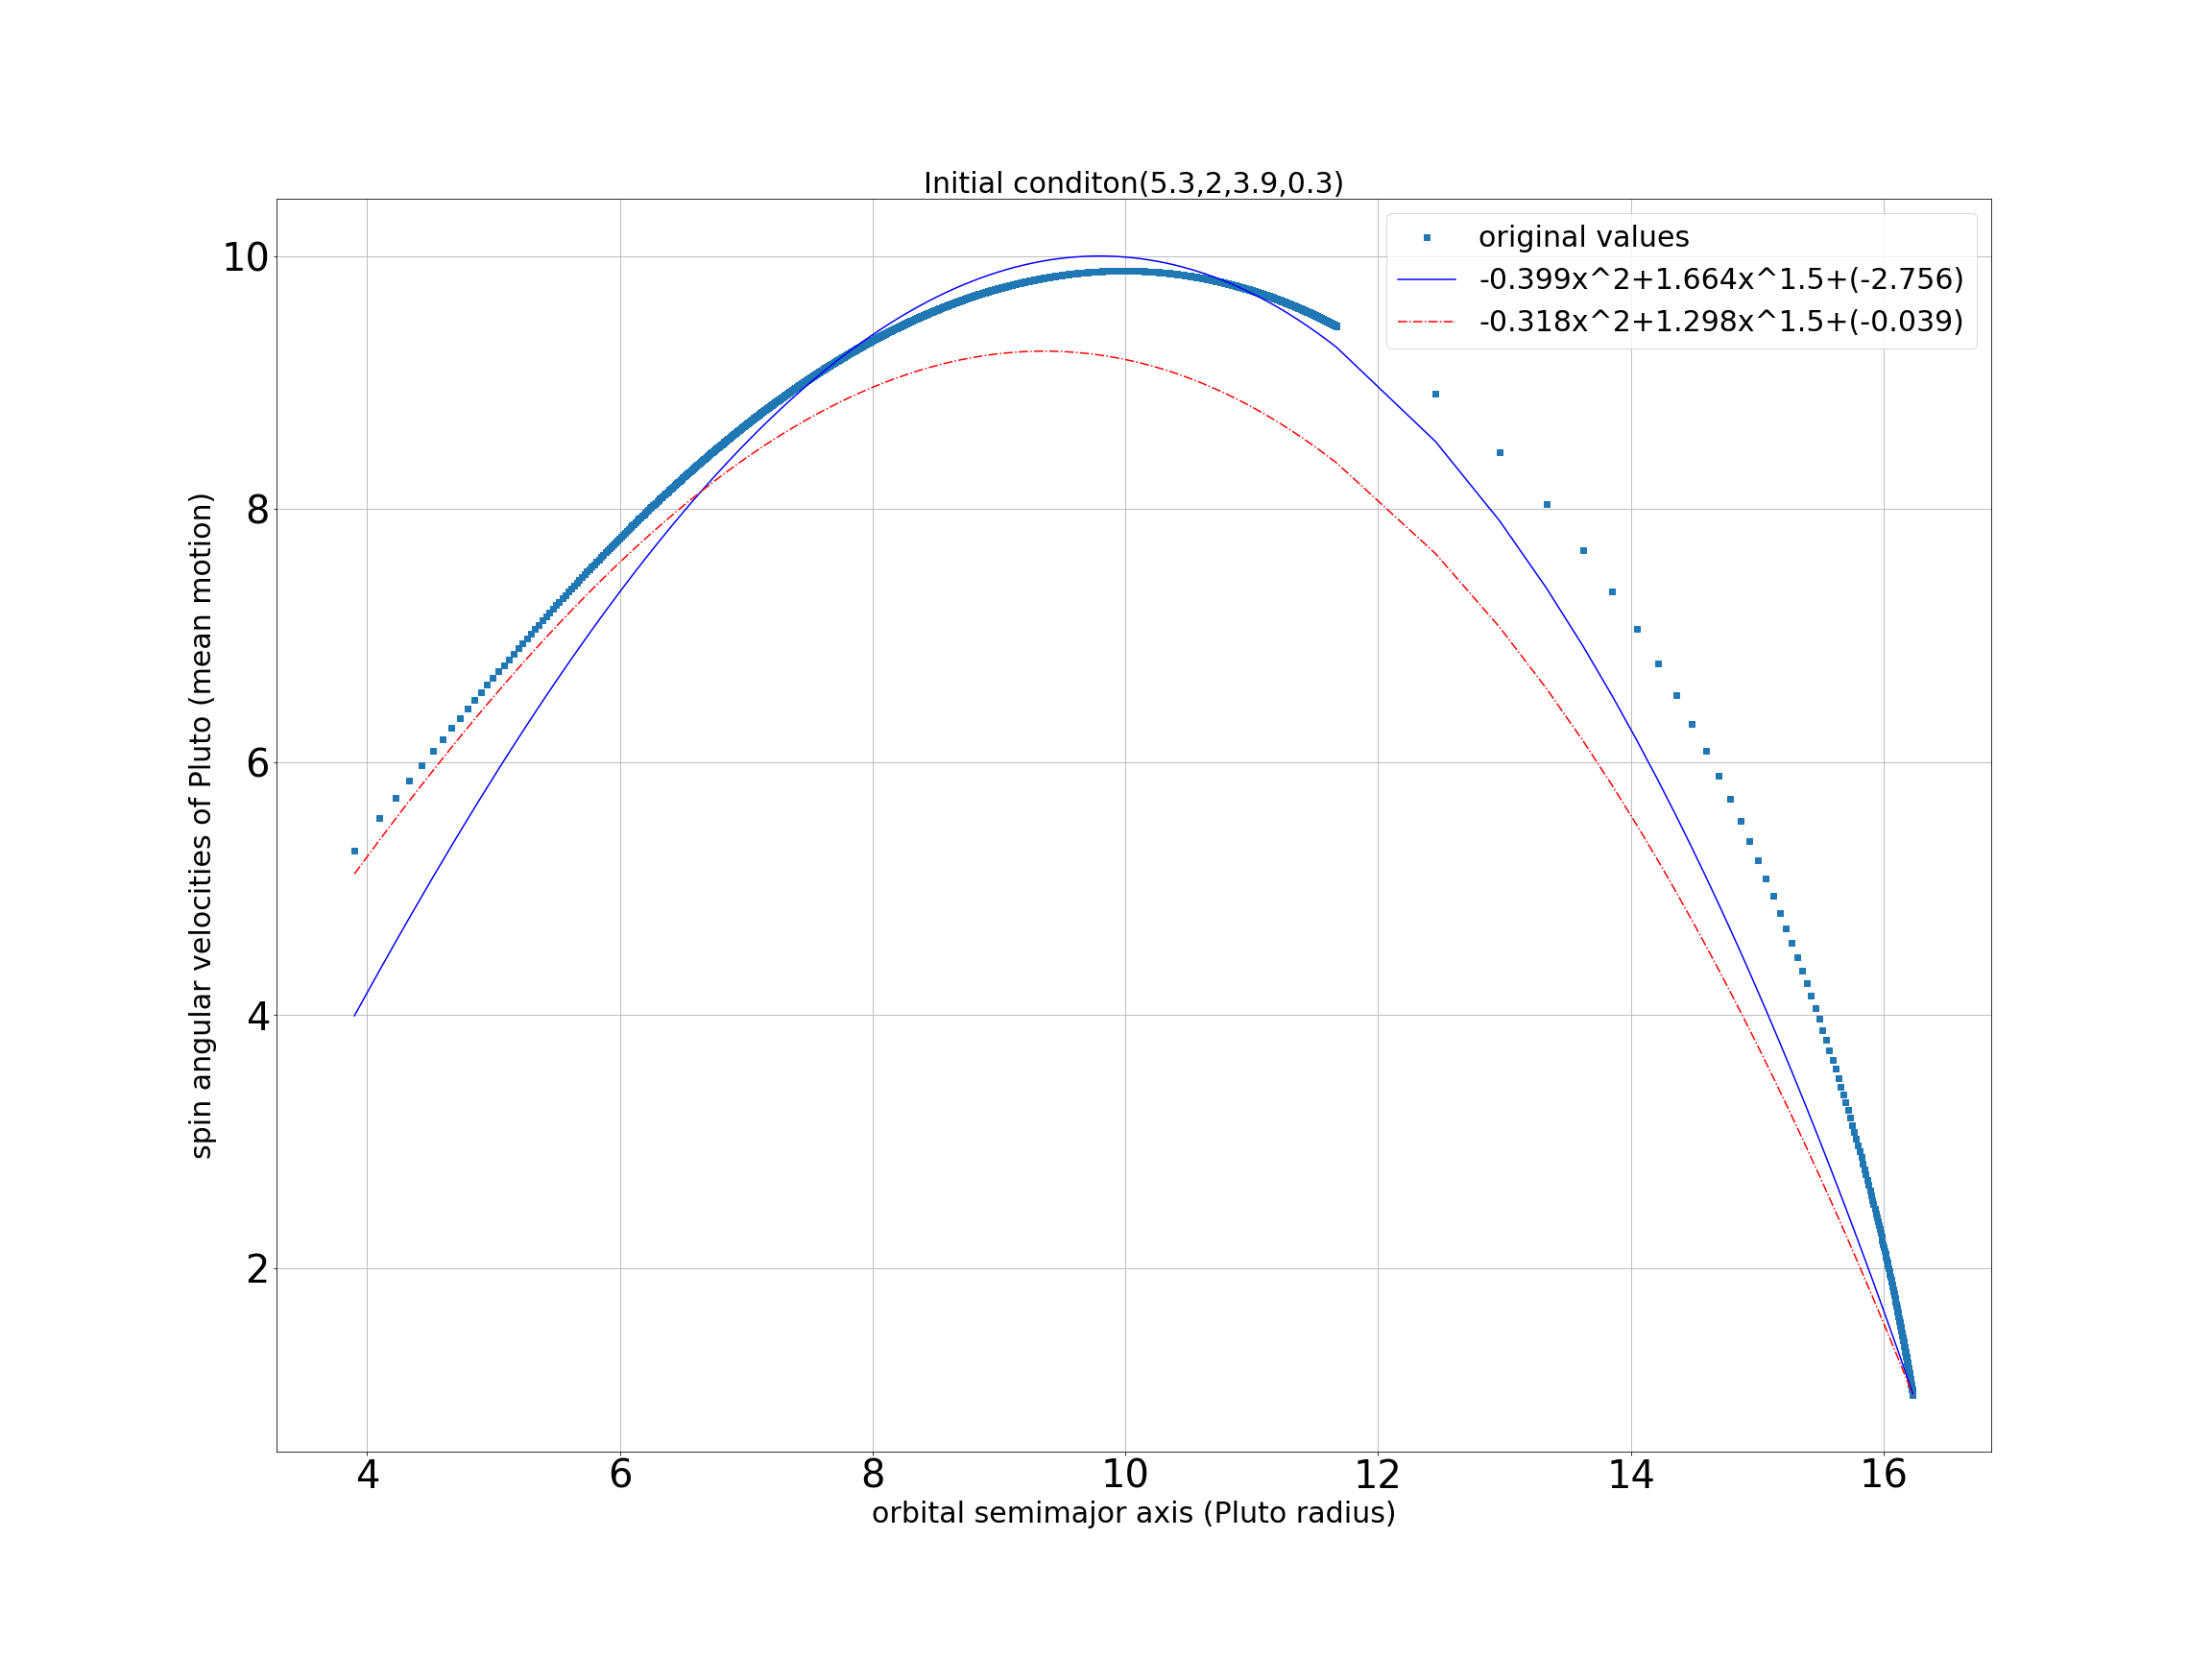 Initial conditon(5.3,2,3.9,0.3)
original values
-0.399x^2+1.664x^1.5+(-2.756)
-0.318x^2+1.298x^1.5+(-0.039)
spin angular velocities of Pluto (mean motion)
10
8
6
4
2
4 6 8 10 12 14 16
orbital semimajor axis (Pluto radius)